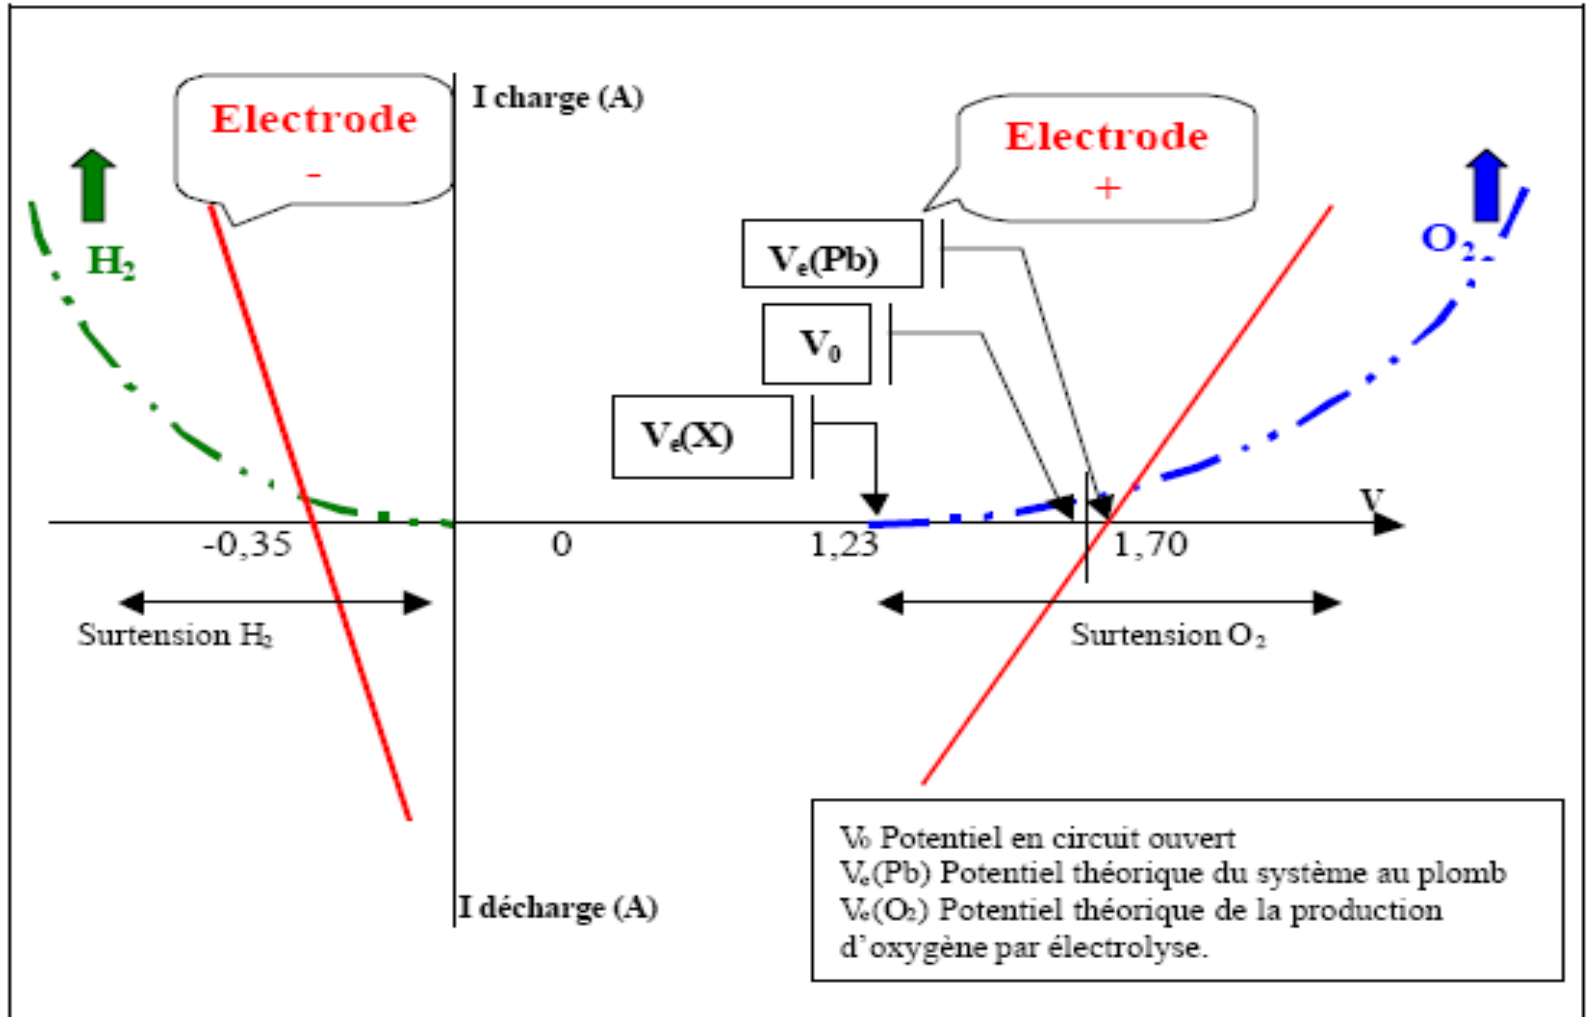 I charge (A)
Electrode
-
Electrode
+
H₂
O₂
Vₑ(Pb)
V₀
Vₑ(X)
V
-0,35
0
1,23
1,70
Surtension H₂
Surtension O₂
I décharge (A)
V₀ Potentiel en circuit ouvert
Vₑ(Pb) Potentiel théorique du système au plomb
Vₑ(O₂) Potentiel théorique de la production
d'oxygène par électrolyse.